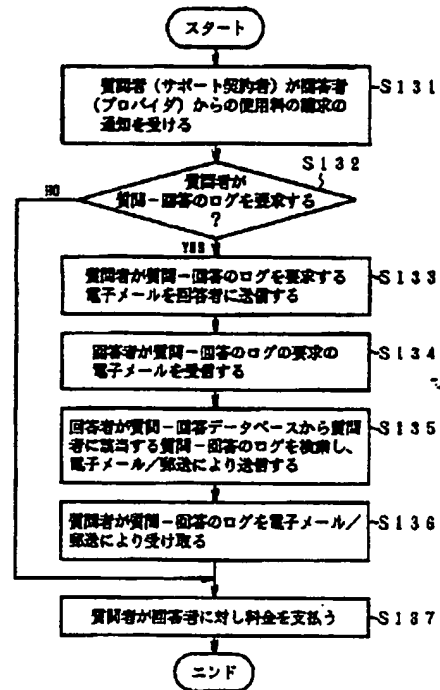 スタート
質問者(サポート契約者)が回答者
(プロバイダ)からの使用料の請求の
通知を受ける
S131
S132
質問者が
質問-回答のログを要求する
?
NO
YES
質問者が質問-回答のログを要求する
電子メールを回答者に送信する
S133
回答者が質問-回答のログの要求の
電子メールを受信する
S134
回答者が質問-回答データベースから質問
者に該当する質問-回答のログを検索し、
電子メール/郵送により送信する
S135
質問者が質問-回答のログを電子メール/
郵送により受け取る
S136
質問者が回答者に対し料金を支払う
S137
エンド